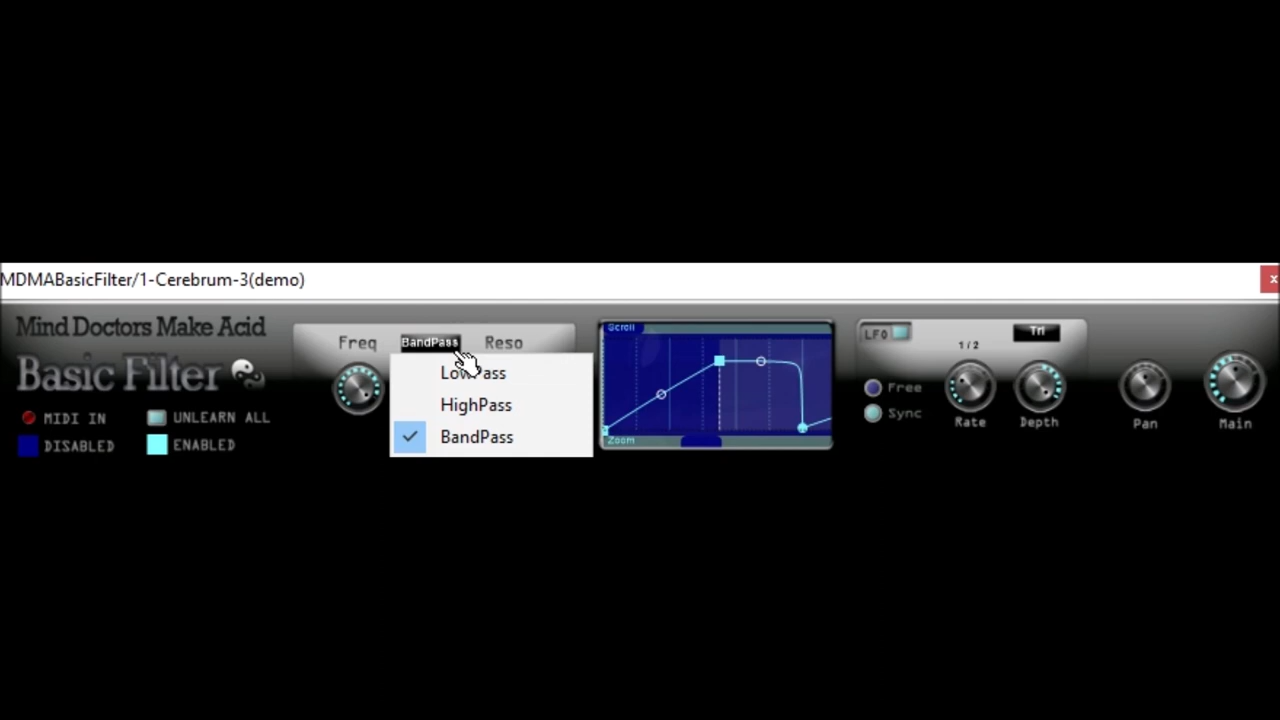 MDMABasicFilter/1-Cerebrum-3(demo)
x
Mind Doctors Make Acid
Basic Filter
MIDI IN
UNLEARN ALL
DISABLED
ENABLED
Freq
BandPass
Reso
LowPass
HighPass
BandPass
Scroll
Zoom
LFO
Tri
1/2
Free
Sync
Rate
Depth
Pan
Main